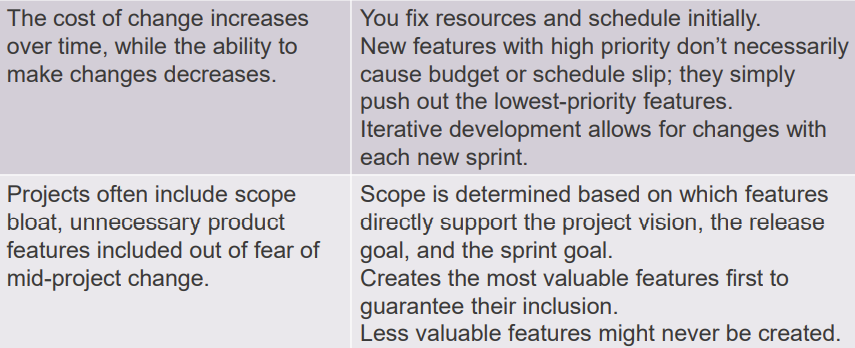 The cost of change increases
over time, while the ability to
make changes decreases.
You fix resources and schedule initially.
New features with high priority don’t necessarily
cause budget or schedule slip; they simply
push out the lowest-priority features.
Iterative development allows for changes with
each new sprint.
Projects often include scope
bloat, unnecessary product
features included out of fear of
mid-project change.
Scope is determined based on which features
directly support the project vision, the release
goal, and the sprint goal.
Creates the most valuable features first to
guarantee their inclusion.
Less valuable features might never be created.